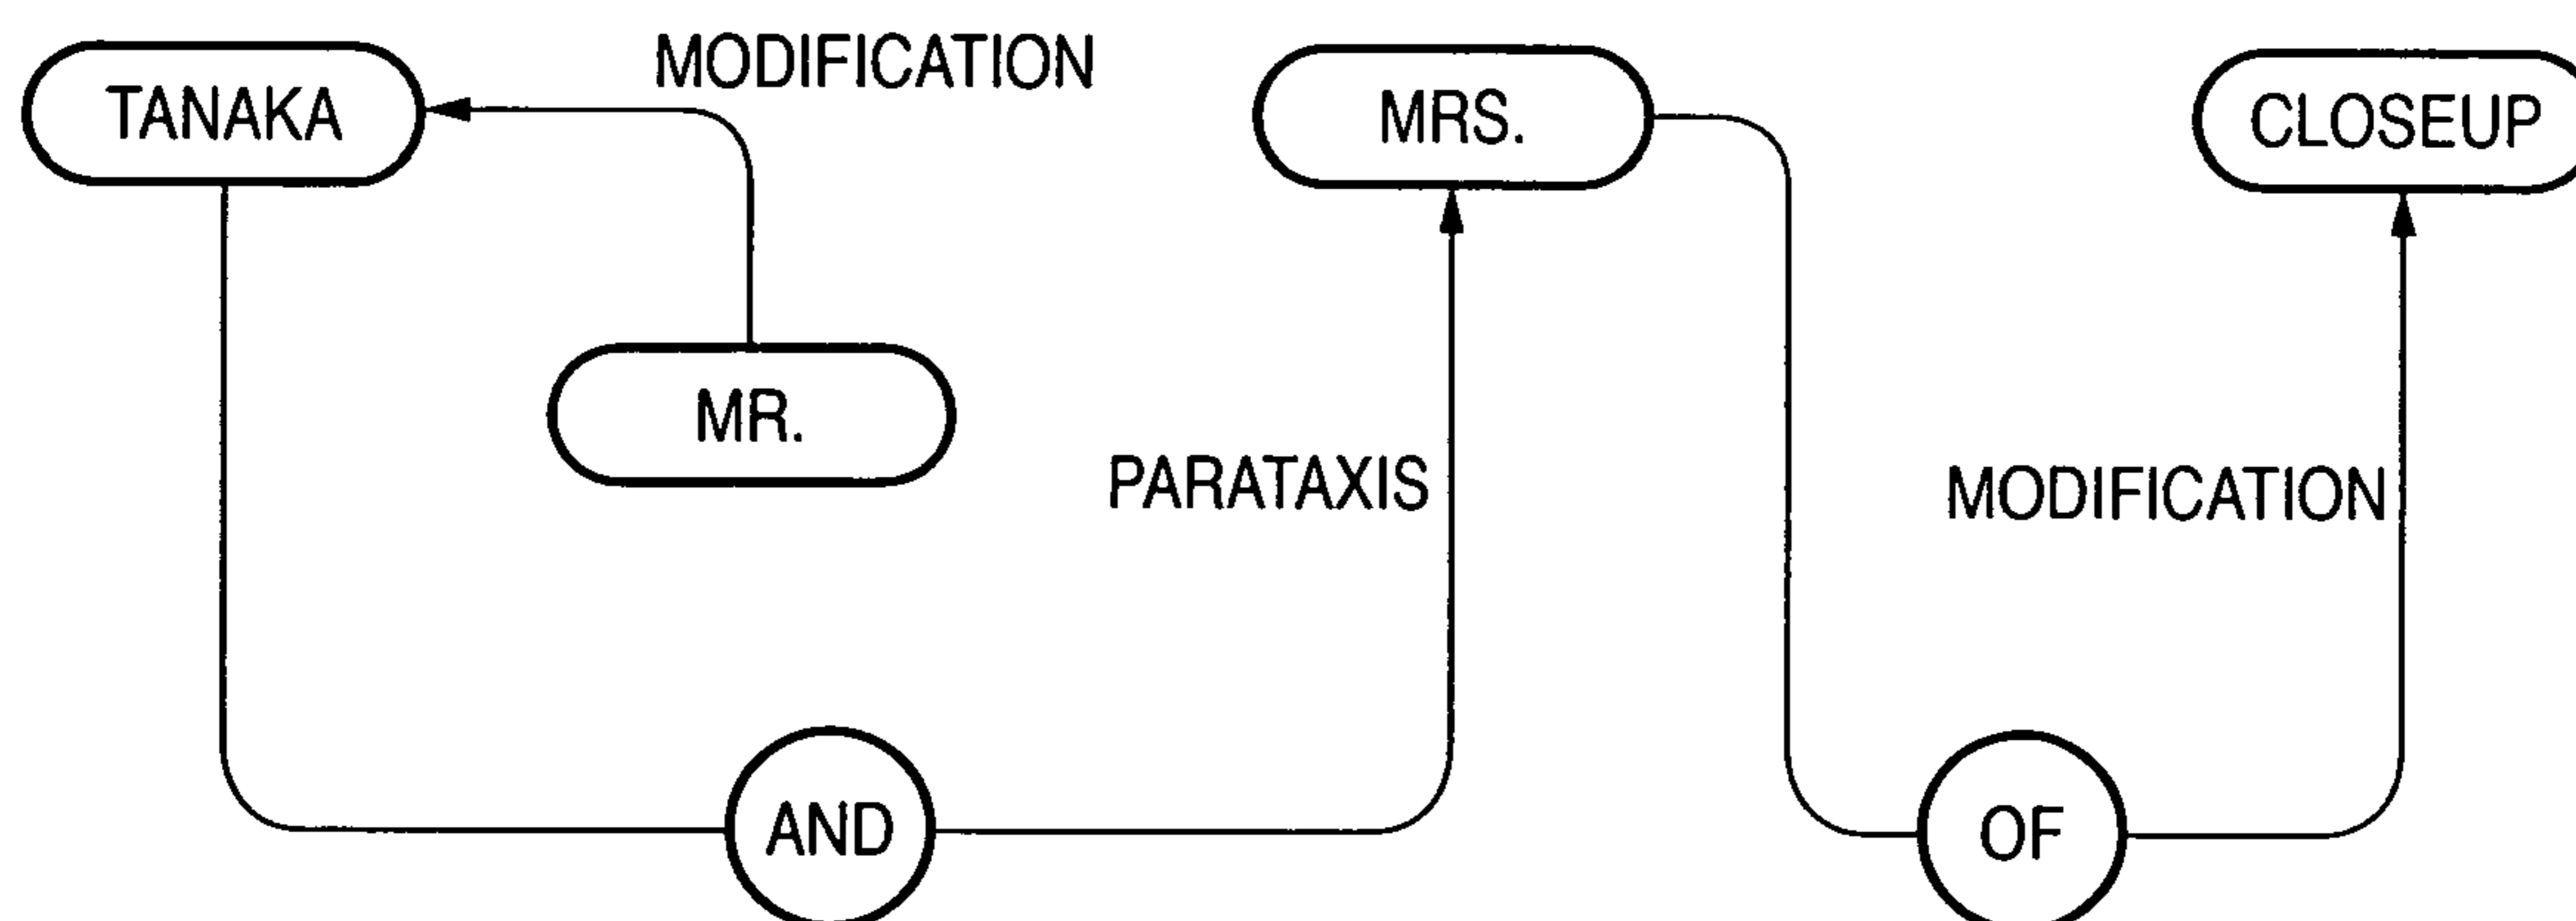 MODIFICATION
TANAKA
MRS.
CLOSEUP
MR.
PARATAXIS
MODIFICATION
AND
OF